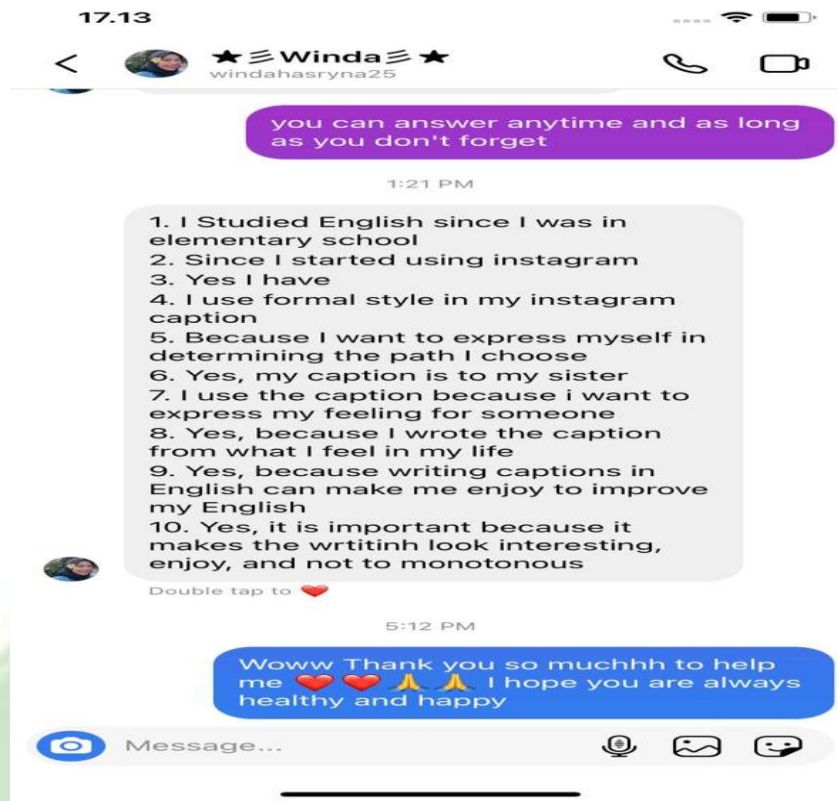 17.13
★彡Winda彡★
windahasryna25
you can answer anytime and as long
as you don't forget
1:21 PM
1. I Studied English since I was in
elementary school
2. Since I started using instagram
3. Yes I have
4. I use formal style in my instagram
caption
5. Because I want to express myself in
determining the path I choose
6. Yes, my caption is to my sister
7. I use the caption because i want to
express my feeling for someone
8. Yes, because I wrote the caption
from what I feel in my life
9. Yes, because writing captions in
English can make me enjoy to improve
my English
10. Yes, it is important because it
makes the wrtitinh look interesting,
enjoy, and not to monotonous
Double tap to ❤️
5:12 PM
Woww Thank you so muchhh to help
me ❤️ ❤️ 🙏 🙏 I hope you are always
healthy and happy
Message...